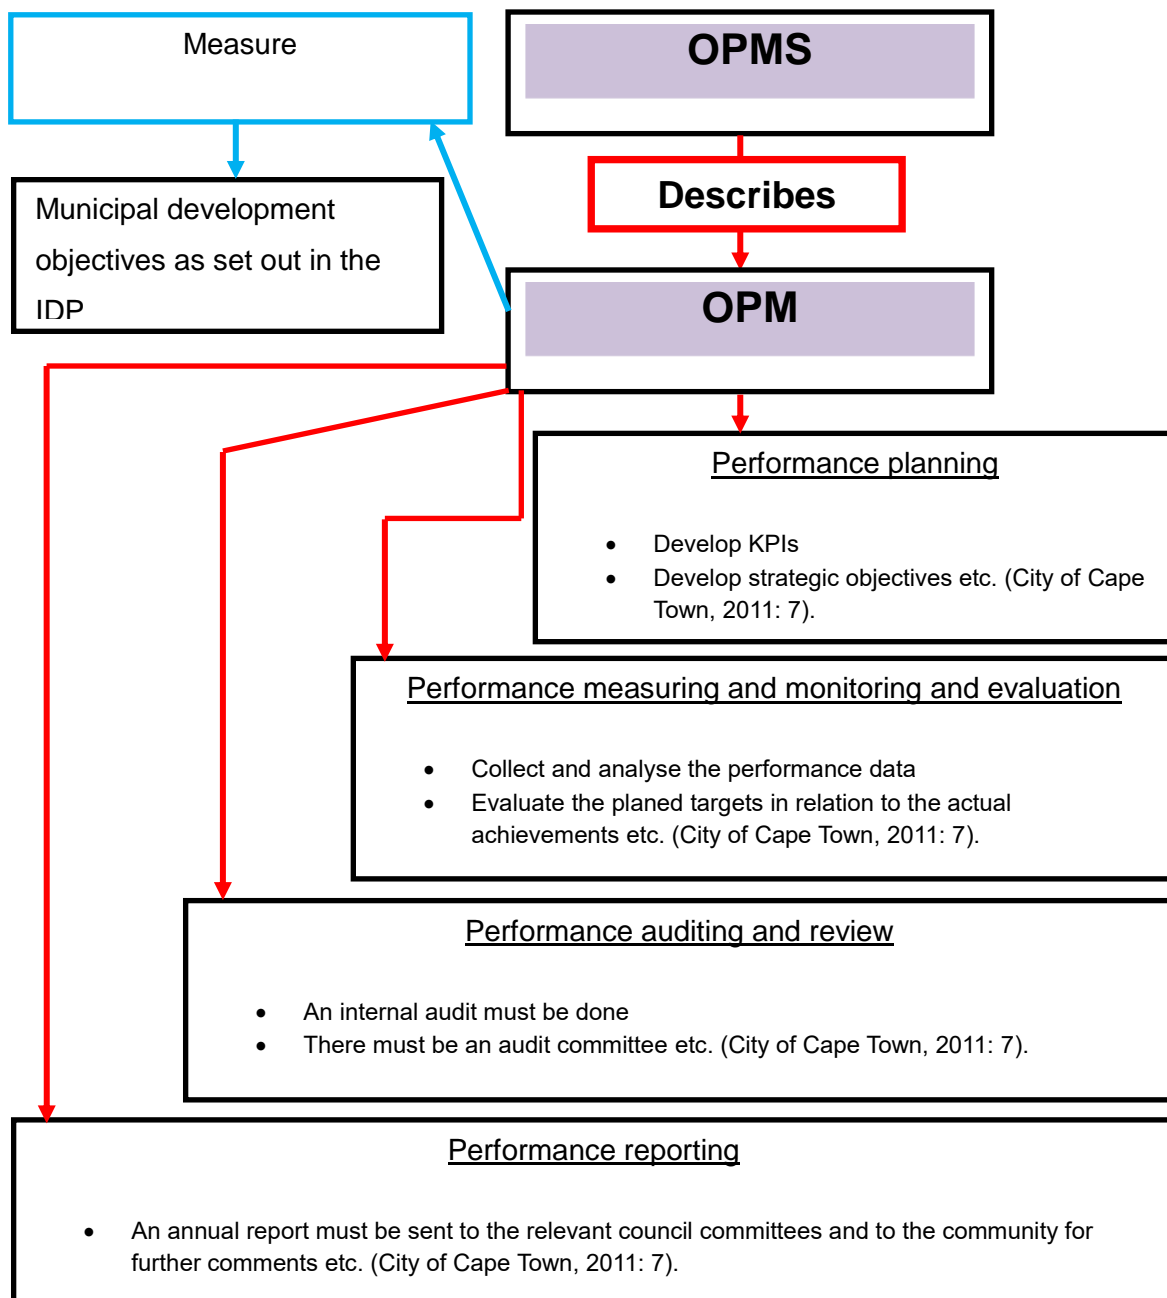 Measure
OPMS
Describes
Municipal development
objectives as set out in the
IDP
OPM
Performance planning
• Develop KPIs
• Develop strategic objectives etc. (City of Cape
Town, 2011: 7).
Performance measuring and monitoring and evaluation
• Collect and analyse the performance data
• Evaluate the planed targets in relation to the actual
achievements etc. (City of Cape Town, 2011: 7).
Performance auditing and review
• An internal audit must be done
• There must be an audit committee etc. (City of Cape Town, 2011: 7).
Performance reporting
• An annual report must be sent to the relevant council committees and to the community for
further comments etc. (City of Cape Town, 2011: 7).